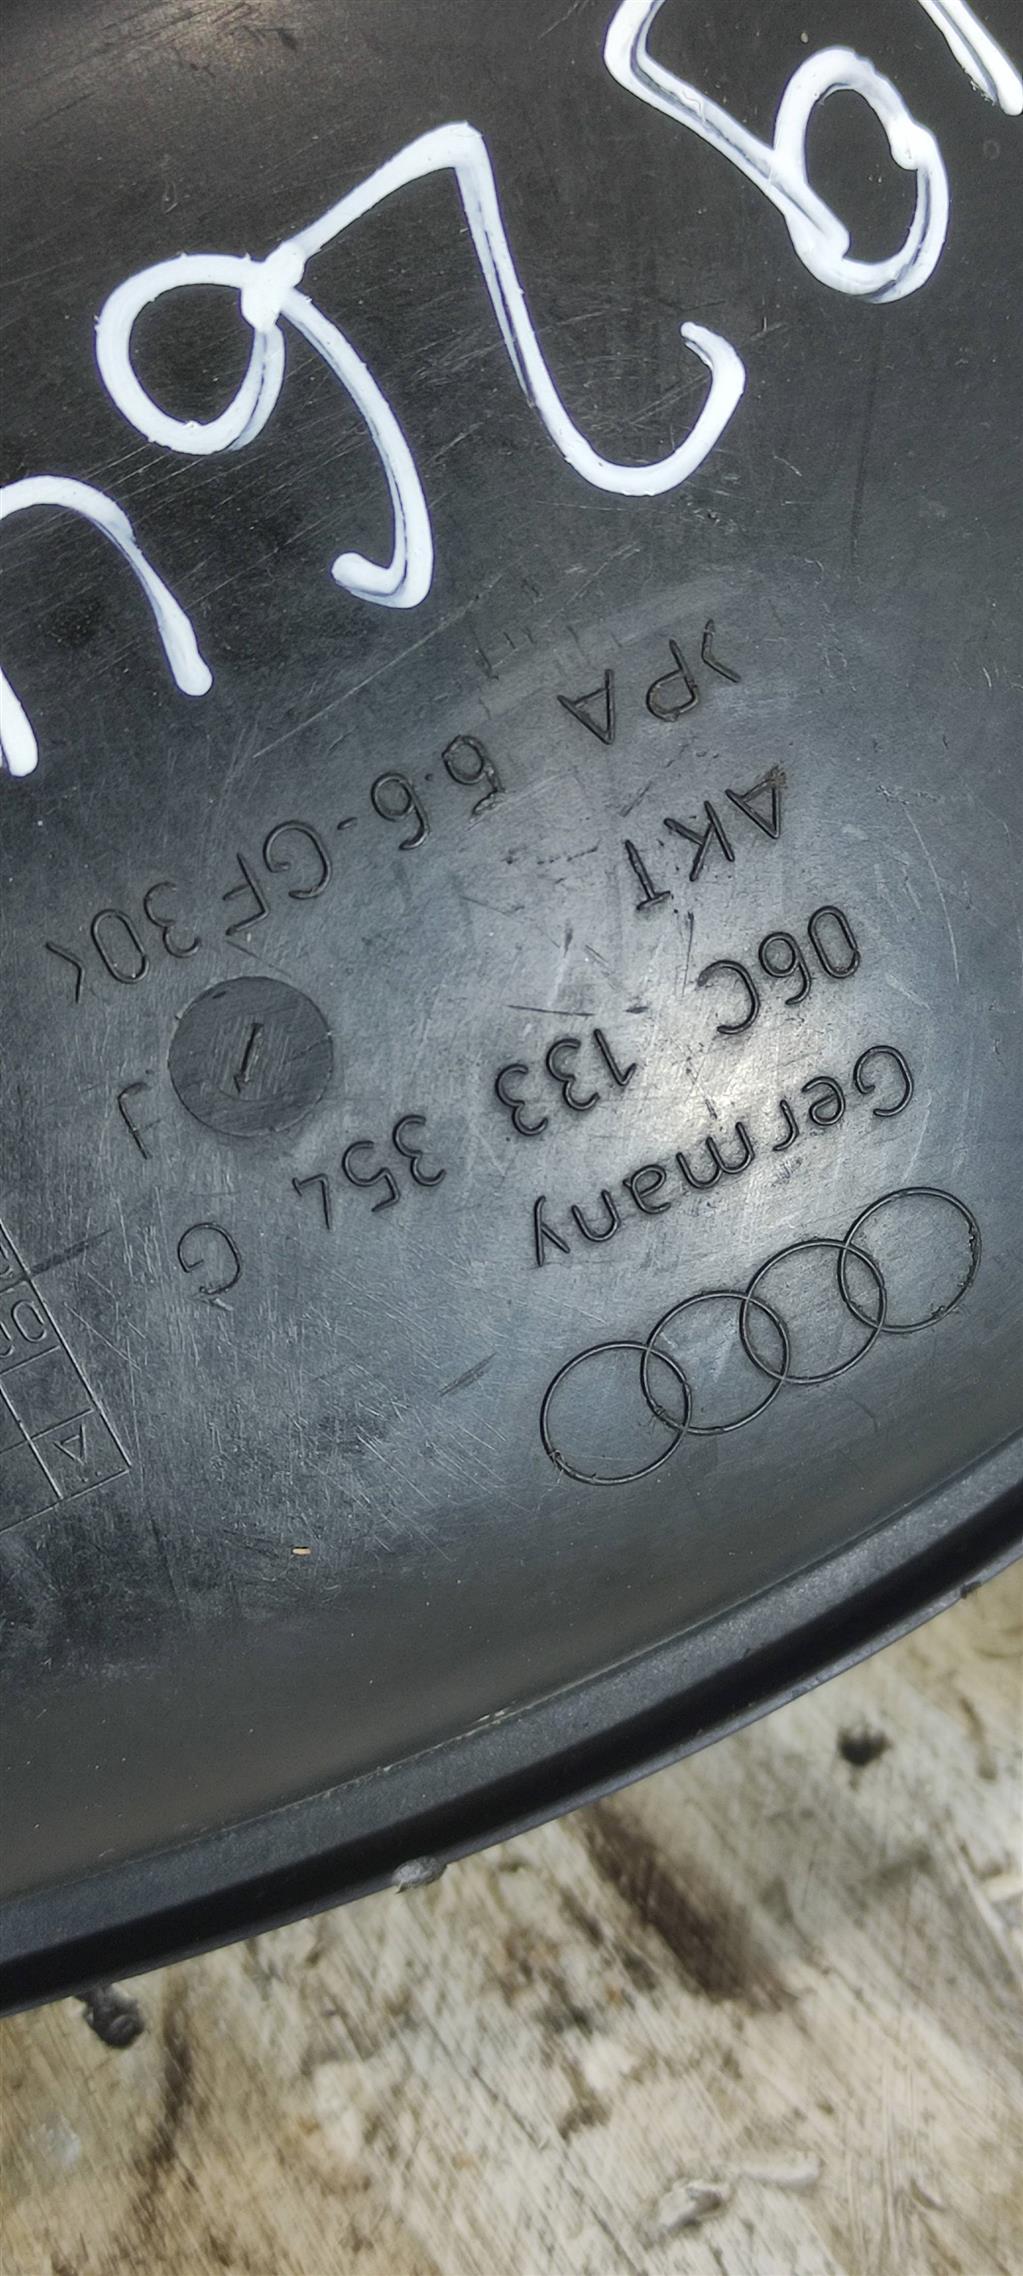 Germany
06C 133 354 G
AKT J
>PA 6.6-GF30<
A